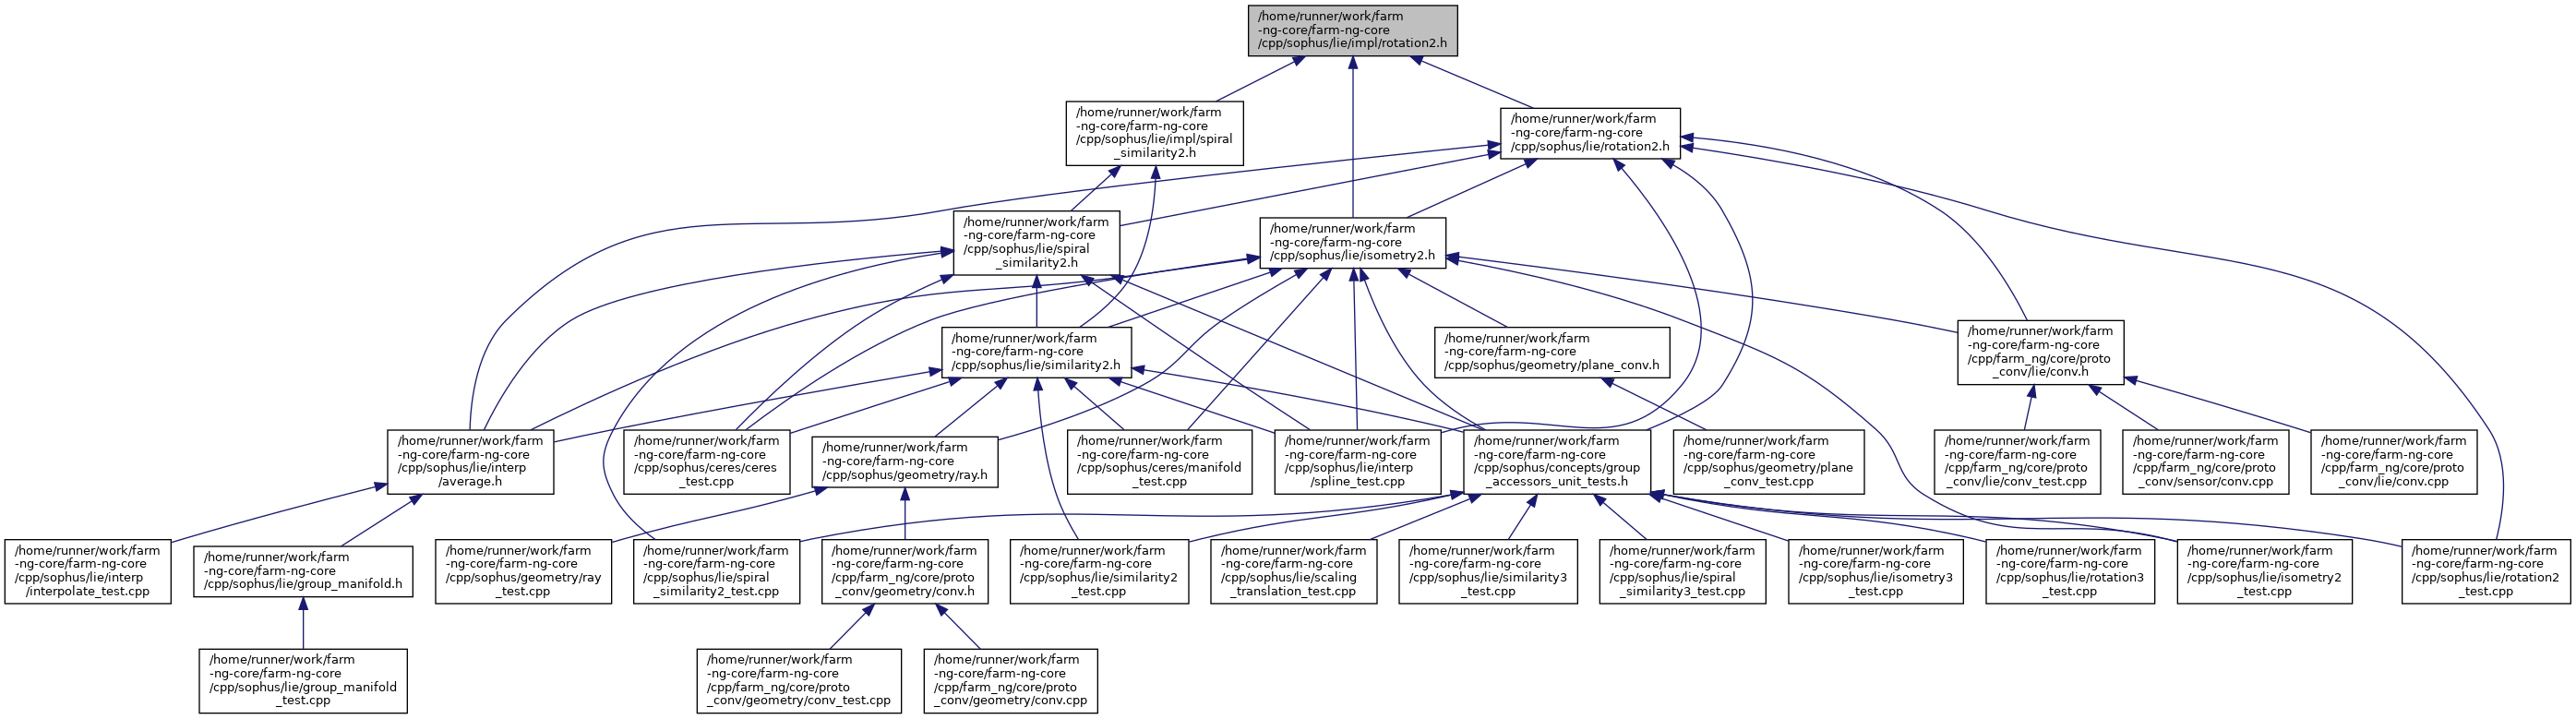 /home/runner/work/farm
-ng-core/farm-ng-core
/cpp/sophus/lie/impl/rotation2.h
/home/runner/work/farm
-ng-core/farm-ng-core
/cpp/sophus/lie/impl/spiral
_similarity2.h
/home/runner/work/farm
-ng-core/farm-ng-core
/cpp/sophus/lie/rotation2.h
/home/runner/work/farm
-ng-core/farm-ng-core
/cpp/sophus/lie/spiral
_similarity2.h
/home/runner/work/farm
-ng-core/farm-ng-core
/cpp/sophus/lie/isometry2.h
/home/runner/work/farm
-ng-core/farm-ng-core
/cpp/sophus/lie/similarity2.h
/home/runner/work/farm
-ng-core/farm-ng-core
/cpp/sophus/geometry/plane_conv.h
/home/runner/work/farm
-ng-core/farm-ng-core
/cpp/farm_ng/core/proto
_conv/lie/conv.h
/home/runner/work/farm
-ng-core/farm-ng-core
/cpp/sophus/lie/interp
/average.h
/home/runner/work/farm
-ng-core/farm-ng-core
/cpp/sophus/ceres/ceres
_test.cpp
/home/runner/work/farm
-ng-core/farm-ng-core
/cpp/sophus/geometry/ray.h
/home/runner/work/farm
-ng-core/farm-ng-core
/cpp/sophus/ceres/manifold
_test.cpp
/home/runner/work/farm
-ng-core/farm-ng-core
/cpp/sophus/lie/interp
/spline_test.cpp
/home/runner/work/farm
-ng-core/farm-ng-core
/cpp/sophus/concepts/group
_accessors_unit_tests.h
/home/runner/work/farm
-ng-core/farm-ng-core
/cpp/sophus/geometry/plane
_conv_test.cpp
/home/runner/work/farm
-ng-core/farm-ng-core
/cpp/farm_ng/core/proto
_conv/lie/conv_test.cpp
/home/runner/work/farm
-ng-core/farm-ng-core
/cpp/farm_ng/core/proto
_conv/sensor/conv.cpp
/home/runner/work/farm
-ng-core/farm-ng-core
/cpp/farm_ng/core/proto
_conv/lie/conv.cpp
/home/runner/work/farm
-ng-core/farm-ng-core
/cpp/sophus/lie/interp
/interpolate_test.cpp
/home/runner/work/farm
-ng-core/farm-ng-core
/cpp/sophus/lie/group_manifold.h
/home/runner/work/farm
-ng-core/farm-ng-core
/cpp/sophus/geometry/ray
_test.cpp
/home/runner/work/farm
-ng-core/farm-ng-core
/cpp/sophus/lie/spiral
_similarity2_test.cpp
/home/runner/work/farm
-ng-core/farm-ng-core
/cpp/farm_ng/core/proto
_conv/geometry/conv.h
/home/runner/work/farm
-ng-core/farm-ng-core
/cpp/sophus/lie/similarity2
_test.cpp
/home/runner/work/farm
-ng-core/farm-ng-core
/cpp/sophus/lie/scaling
_translation_test.cpp
/home/runner/work/farm
-ng-core/farm-ng-core
/cpp/sophus/lie/similarity3
_test.cpp
/home/runner/work/farm
-ng-core/farm-ng-core
/cpp/sophus/lie/spiral
_similarity3_test.cpp
/home/runner/work/farm
-ng-core/farm-ng-core
/cpp/sophus/lie/isometry3
_test.cpp
/home/runner/work/farm
-ng-core/farm-ng-core
/cpp/sophus/lie/rotation3
_test.cpp
/home/runner/work/farm
-ng-core/farm-ng-core
/cpp/sophus/lie/isometry2
_test.cpp
/home/runner/work/farm
-ng-core/farm-ng-core
/cpp/sophus/lie/rotation2
_test.cpp
/home/runner/work/farm
-ng-core/farm-ng-core
/cpp/sophus/lie/group_manifold
_test.cpp
/home/runner/work/farm
-ng-core/farm-ng-core
/cpp/farm_ng/core/proto
_conv/geometry/conv_test.cpp
/home/runner/work/farm
-ng-core/farm-ng-core
/cpp/farm_ng/core/proto
_conv/geometry/conv.cpp